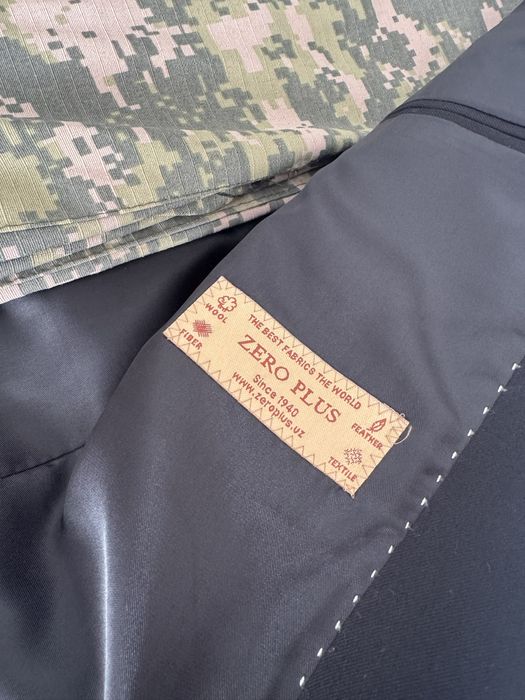 WOOL
FIBER
THE BEST FABRICS THE WORLD
ZERO PLUS
Since 1940
www.zeroplus.uz
FEATHER
TEXTILE